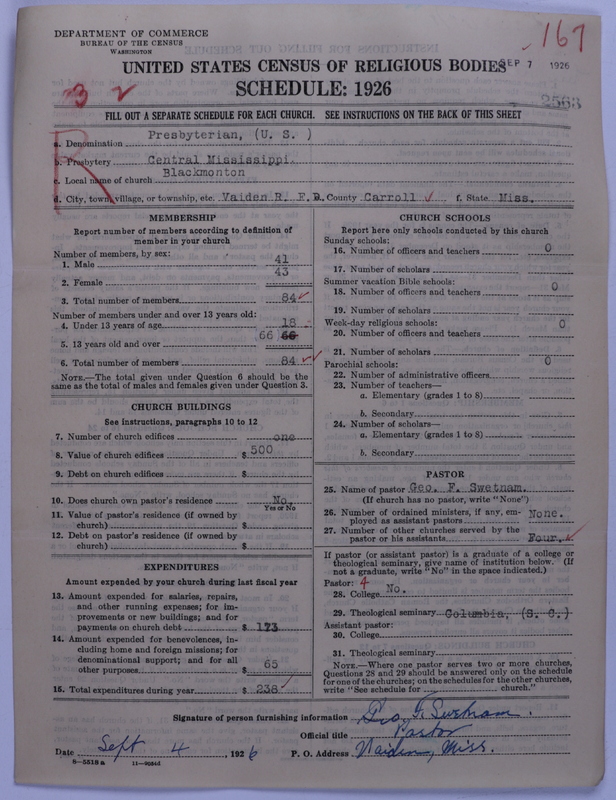 DEPARTMENT OF COMMERCE
BUREAU OF THE CENSUS
WASHINGTON
167
UNITED STATES CENSUS OF RELIGIOUS BODIES
SEP 7 1926
SCHEDULE: 1926
3 2
2563
FILL OUT A SEPARATE SCHEDULE FOR EACH CHURCH. SEE INSTRUCTIONS ON THE BACK OF THIS SHEET
R
a. Denomination Presbyterian, (U. S. )
b. Presbytery Central Mississippi.
c. Local name of church Blackmonton
d. City, town, village, or township, etc. Vaiden R. F. D., County Carroll ✓ f. State Miss.
MEMBERSHIP
Report number of members according to definition of
member in your church
Number of members, by sex:
1. Male 41
2. Female 43
3. Total number of members 84 ✓
Number of members under and over 13 years old:
4. Under 13 years of age 18
5. 13 years old and over 66 66
6. Total number of members 84 ✓✓
NOTE.—The total given under Question 6 should be the
same as the total of males and females given under Question 3.
CHURCH BUILDINGS
See instructions, paragraphs 10 to 12
7. Number of church edifices one
8. Value of church edifices $ 500
9. Debt on church edifices $
10. Does church own pastor's residence No.
Yes or No
11. Value of pastor's residence (if owned by
church) $
12. Debt on pastor's residence (if owned by
church) $
EXPENDITURES
Amount expended by your church during last fiscal year
13. Amount expended for salaries, repairs,
and other running expenses; for im-
provements or new buildings; and for
payments on church debt $ 173
14. Amount expended for benevolences, in-
cluding home and foreign missions; for
denominational support; and for all
other purposes $ 65
15. Total expenditures during year $ 238 ✓
CHURCH SCHOOLS
Report here only schools conducted by this church
Sunday schools:
16. Number of officers and teachers 0
17. Number of scholars
Summer vacation Bible schools:
18. Number of officers and teachers 0
19. Number of scholars
Week-day religious schools:
20. Number of officers and teachers 0
21. Number of scholars
Parochial schools:
22. Number of administrative officers 0
23. Number of teachers—
a. Elementary (grades 1 to 8)
b. Secondary
24. Number of scholars—
a. Elementary (grades 1 to 8)
b. Secondary
PASTOR
25. Name of pastor Geo. F. Swetnam.
(If church has no pastor, write "None")
26. Number of ordained ministers, if any, em-
ployed as assistant pastors None.
27. Number of other churches served by the
pastor or his assistants Four. ✓
If pastor (or assistant pastor) is a graduate of a college or
theological seminary, give name of institution below. (If
not a graduate, write "No" in the space indicated.)
Pastor: 4
28. College No.
29. Theological seminary Columbia, (S. C.)
Assistant pastor:
30. College
31. Theological seminary
NOTE.—Where one pastor serves two or more churches,
Questions 28 and 29 should be answered only on the schedule
for one of the churches; on the schedules for the other churches,
write "See schedule for church."
Signature of person furnishing information Geo. F. Swetnam.
Official title Pastor
Date Sept 4, 1926 P. O. Address Vaiden, Miss.
8—5518 a